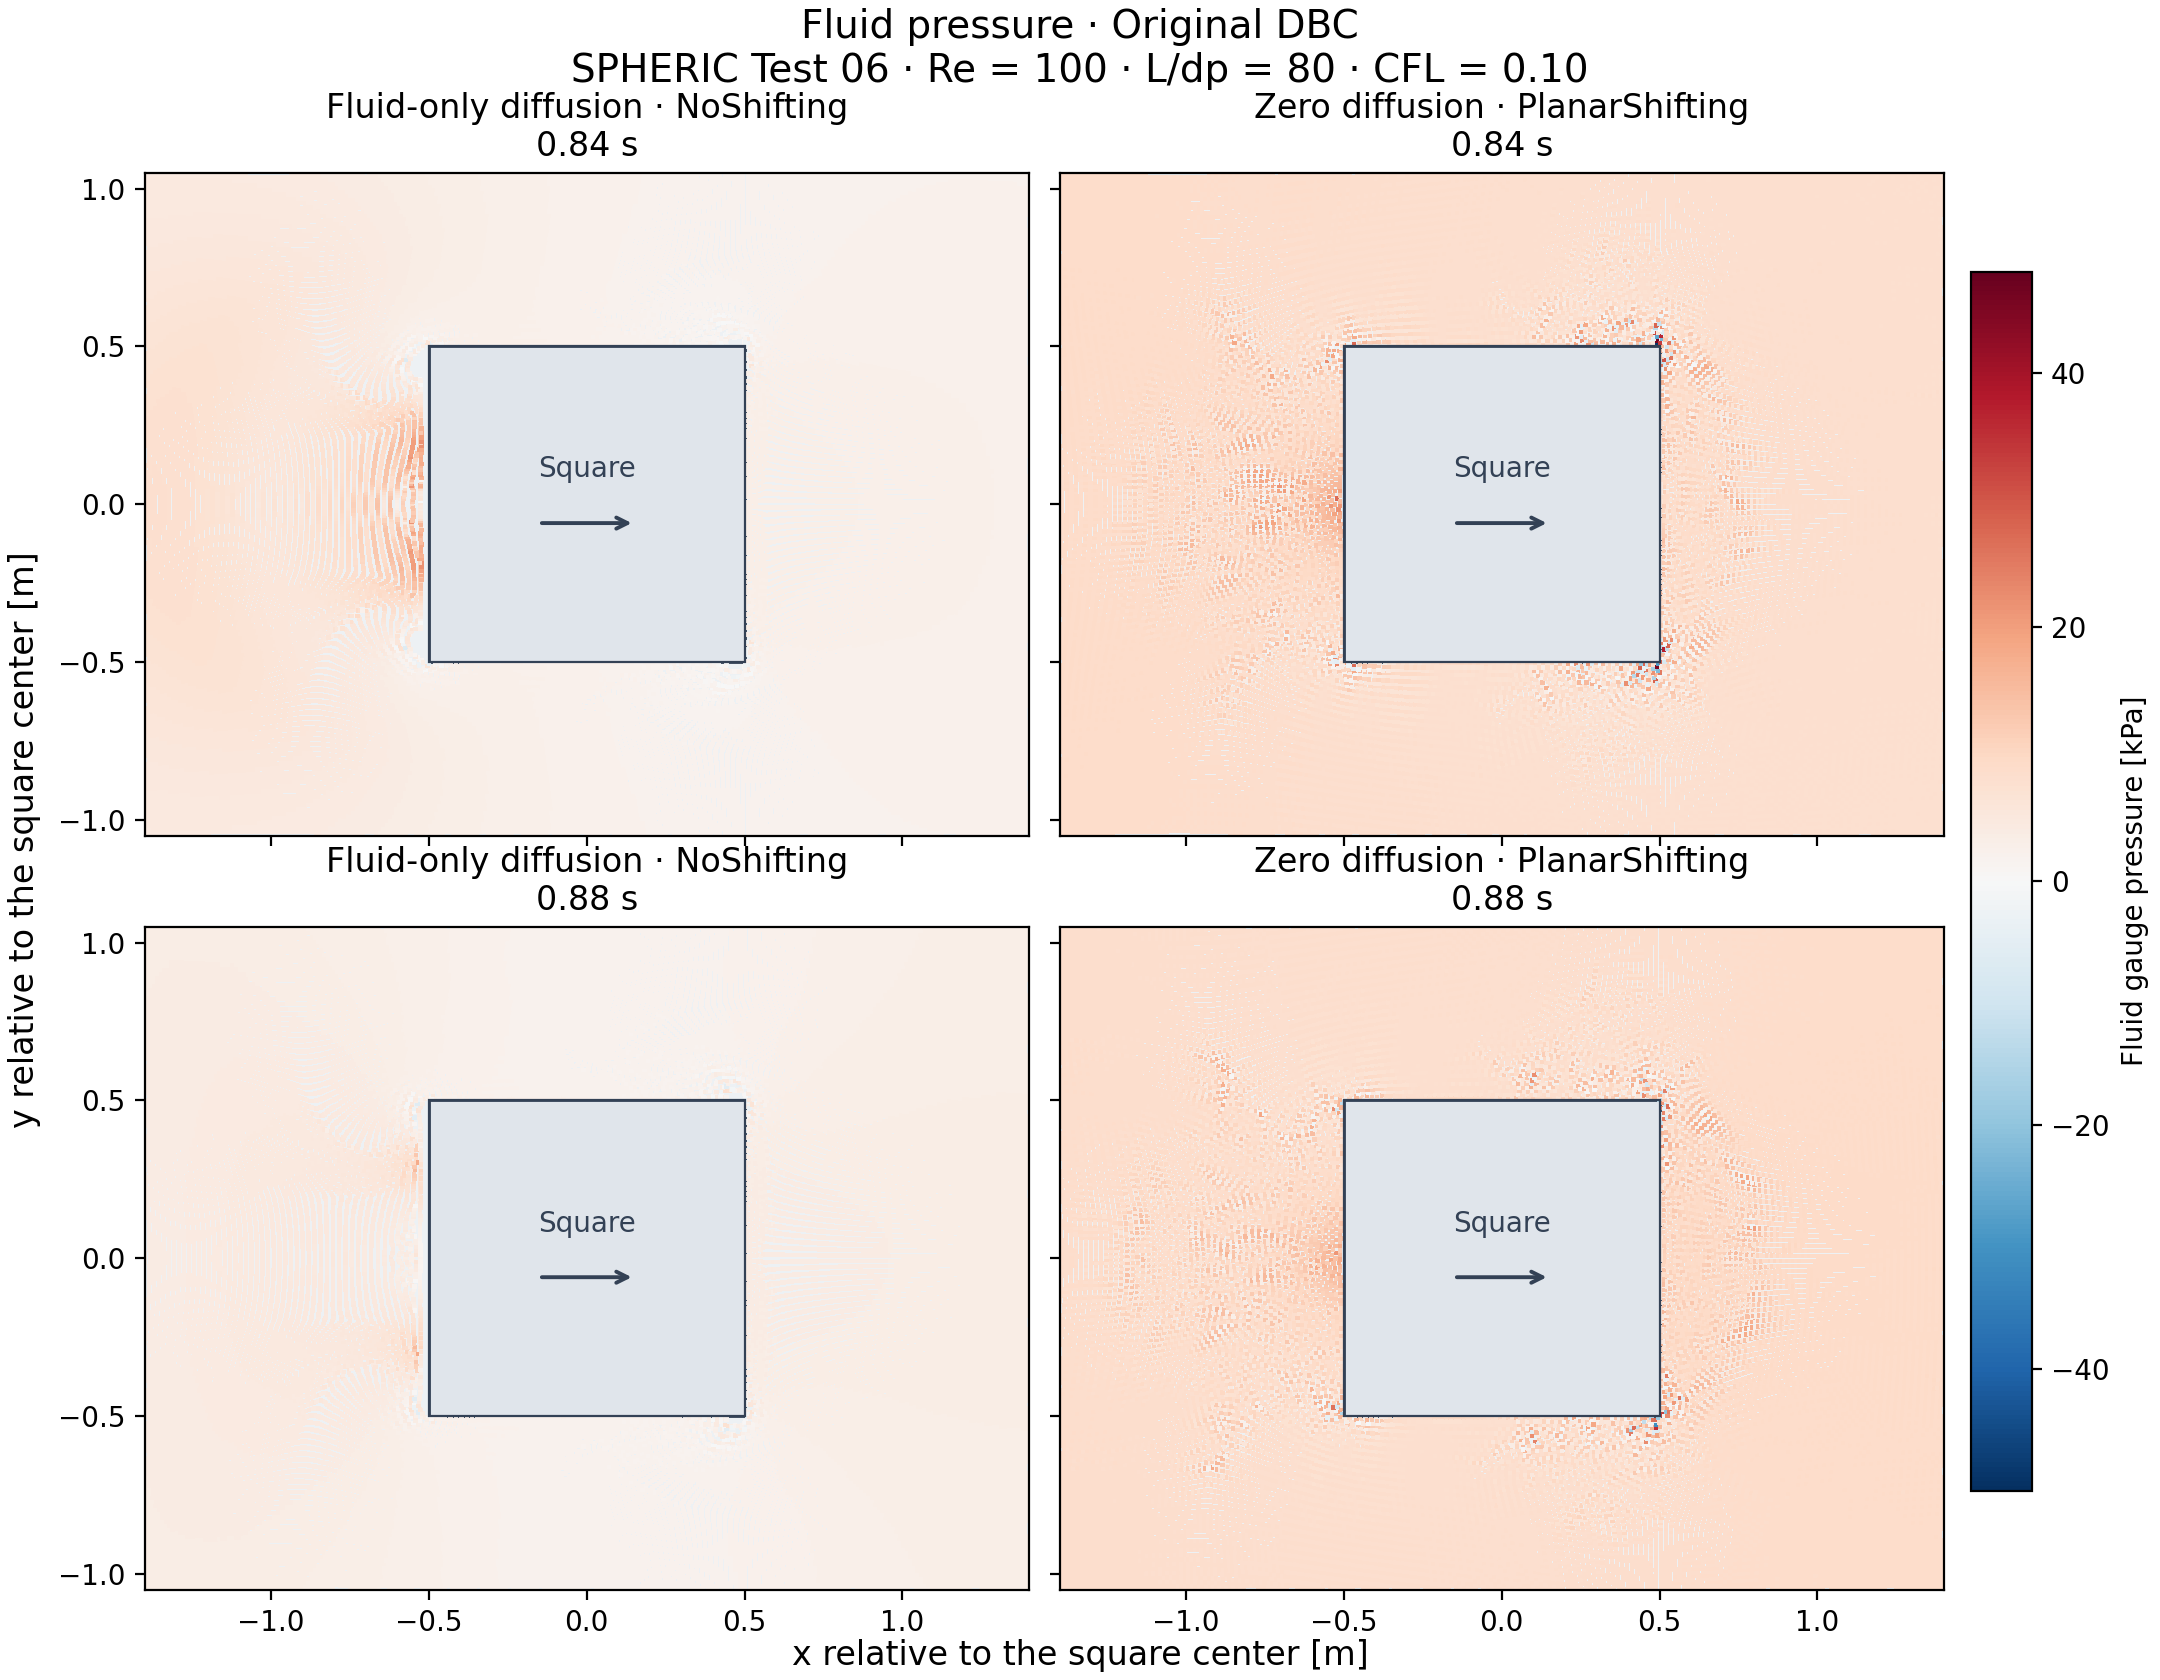 Fluid pressure · Original DBC
SPHERIC Test 06 · Re = 100 · L/dp = 80 · CFL = 0.10
Fluid-only diffusion · NoShifting
0.84 s
Zero diffusion · PlanarShifting
0.84 s
1.0
0.5
0.0
−0.5
−1.0
Square
Square
Fluid-only diffusion · NoShifting
0.88 s
Zero diffusion · PlanarShifting
0.88 s
1.0
0.5
0.0
−0.5
−1.0
Square
Square
−1.0
−0.5
0.0
0.5
1.0
−1.0
−0.5
0.0
0.5
1.0
x relative to the square center [m]
y relative to the square center [m]
40
20
0
−20
−40
Fluid gauge pressure [kPa]